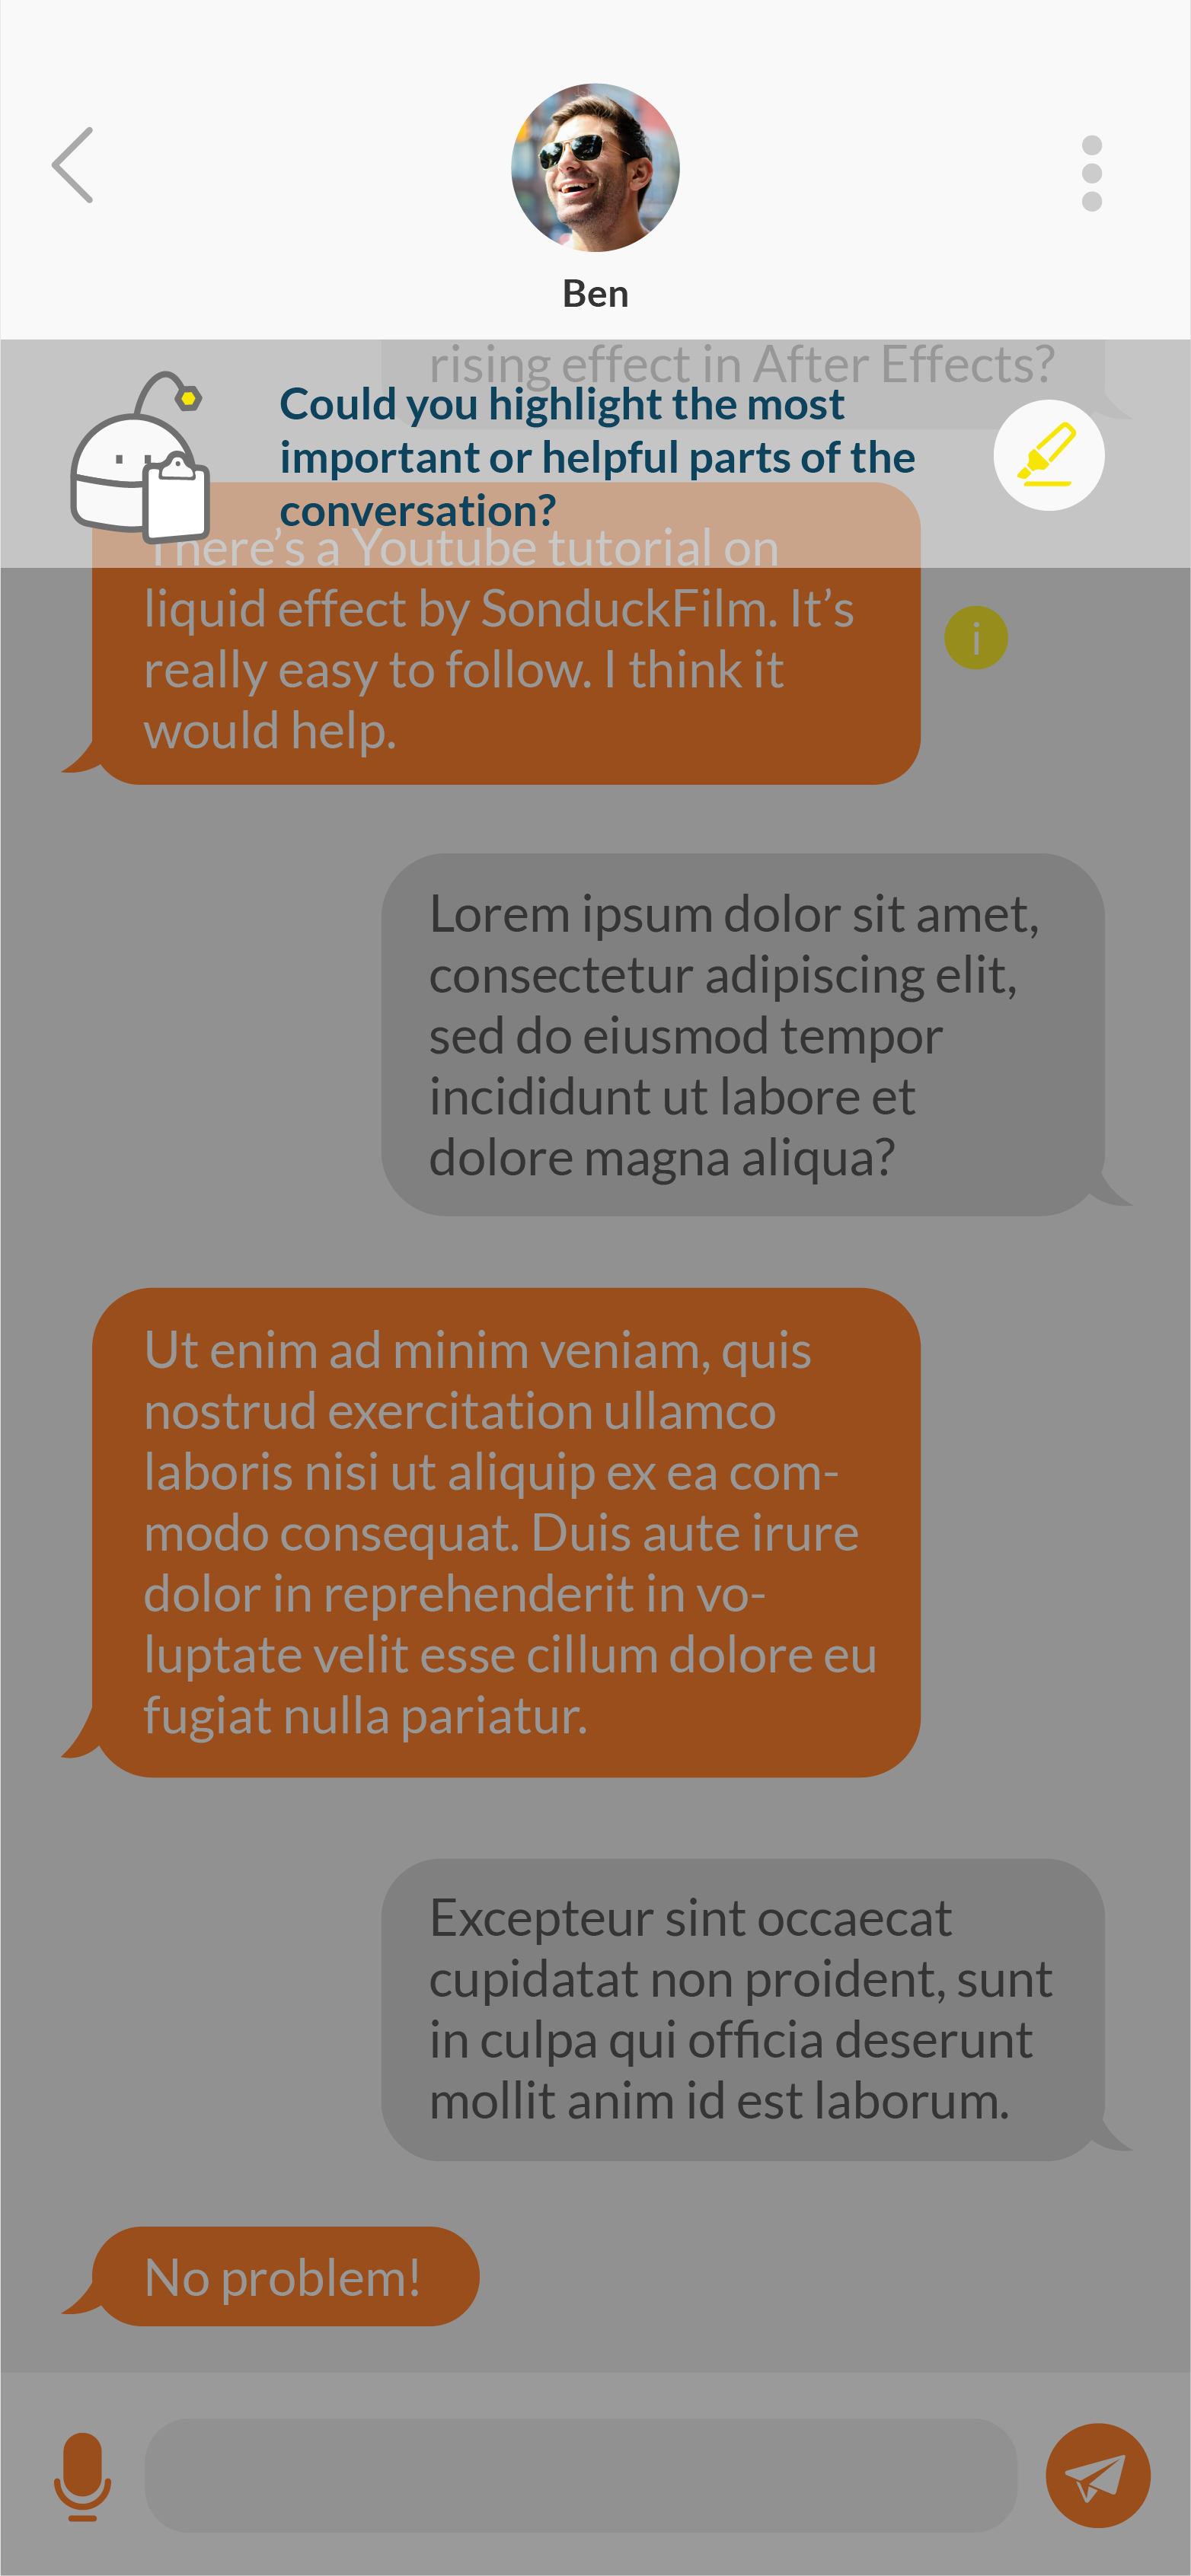 Ben
rising effect in After Effects?
Could you highlight the most
important or helpful parts of the
conversation?
There’s a Youtube tutorial on
liquid effect by SonduckFilm. It’s
really easy to follow. I think it
would help.
i
Lorem ipsum dolor sit amet,
consectetur adipiscing elit,
sed do eiusmod tempor
incididunt ut labore et
dolore magna aliqua?
Ut enim ad minim veniam, quis
nostrud exercitation ullamco
laboris nisi ut aliquip ex ea com-
modo consequat. Duis aute irure
dolor in reprehenderit in vo-
luptate velit esse cillum dolore eu
fugiat nulla pariatur.
Excepteur sint occaecat
cupidatat non proident, sunt
in culpa qui officia deserunt
mollit anim id est laborum.
No problem!